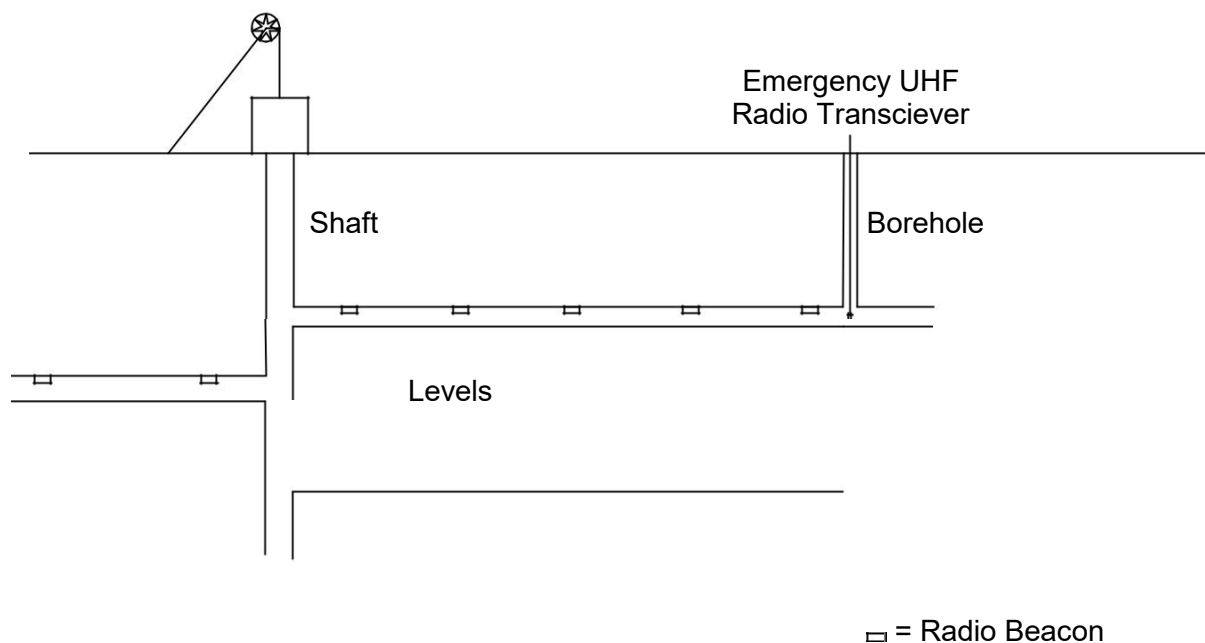 Emergency UHF
Radio Transciever
Shaft
Borehole
Levels
= Radio Beacon